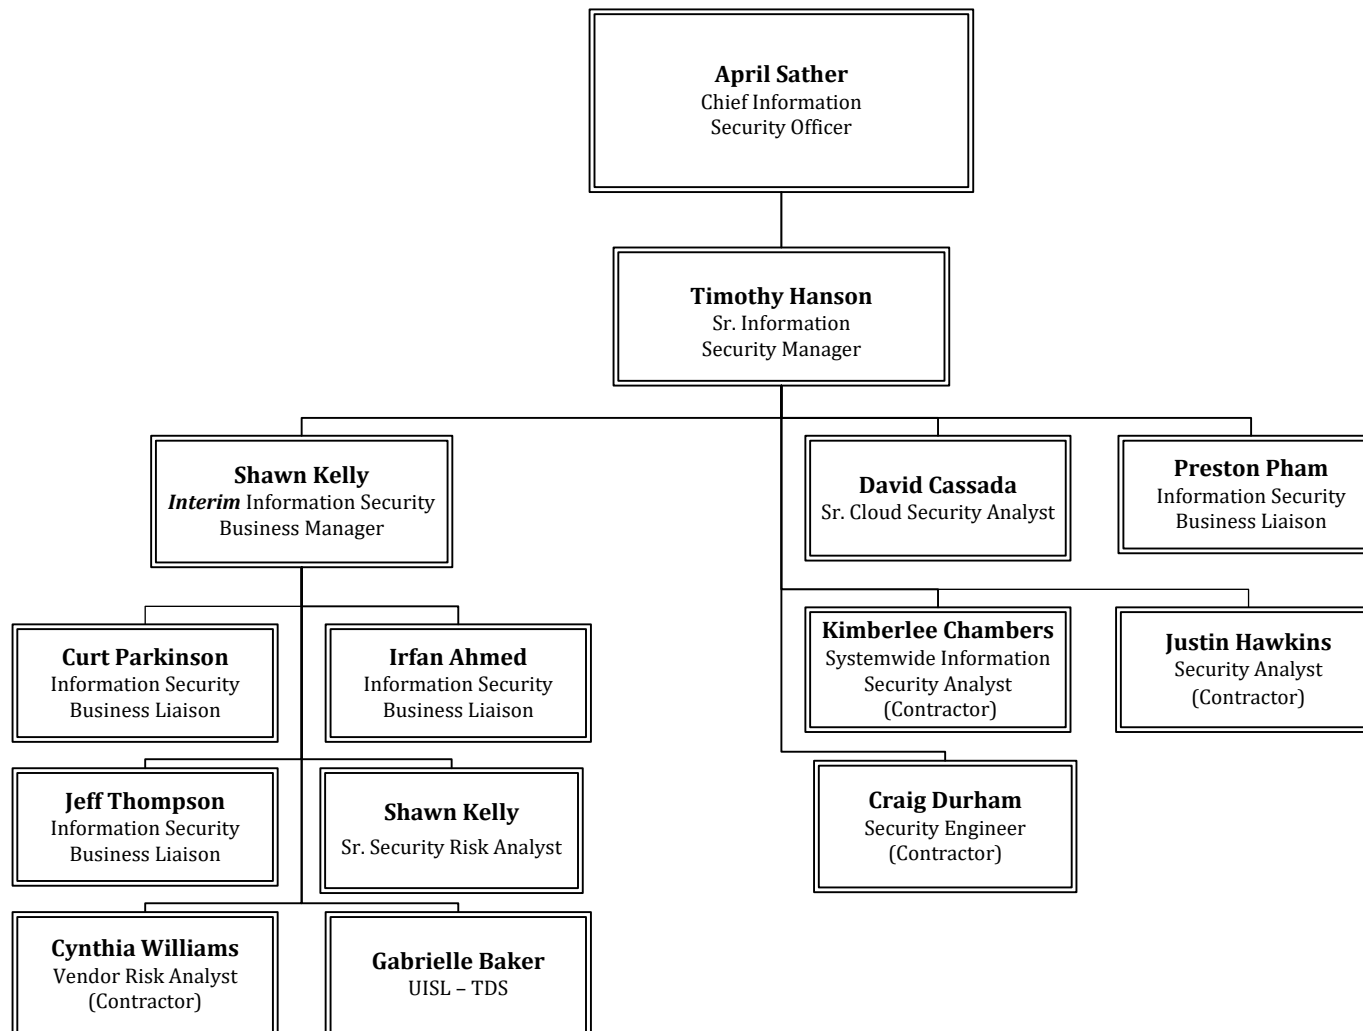 April Sather
Chief Information
Security Officer
Timothy Hanson
Sr. Information
Security Manager
Shawn Kelly
Interim Information Security
Business Manager
David Cassada
Sr. Cloud Security Analyst
Preston Pham
Information Security
Business Liaison
Curt Parkinson
Information Security
Business Liaison
Irfan Ahmed
Information Security
Business Liaison
Kimberlee Chambers
Systemwide Information
Security Analyst
(Contractor)
Justin Hawkins
Security Analyst
(Contractor)
Jeff Thompson
Information Security
Business Liaison
Shawn Kelly
Sr. Security Risk Analyst
Craig Durham
Security Engineer
(Contractor)
Cynthia Williams
Vendor Risk Analyst
(Contractor)
Gabrielle Baker
UISL – TDS